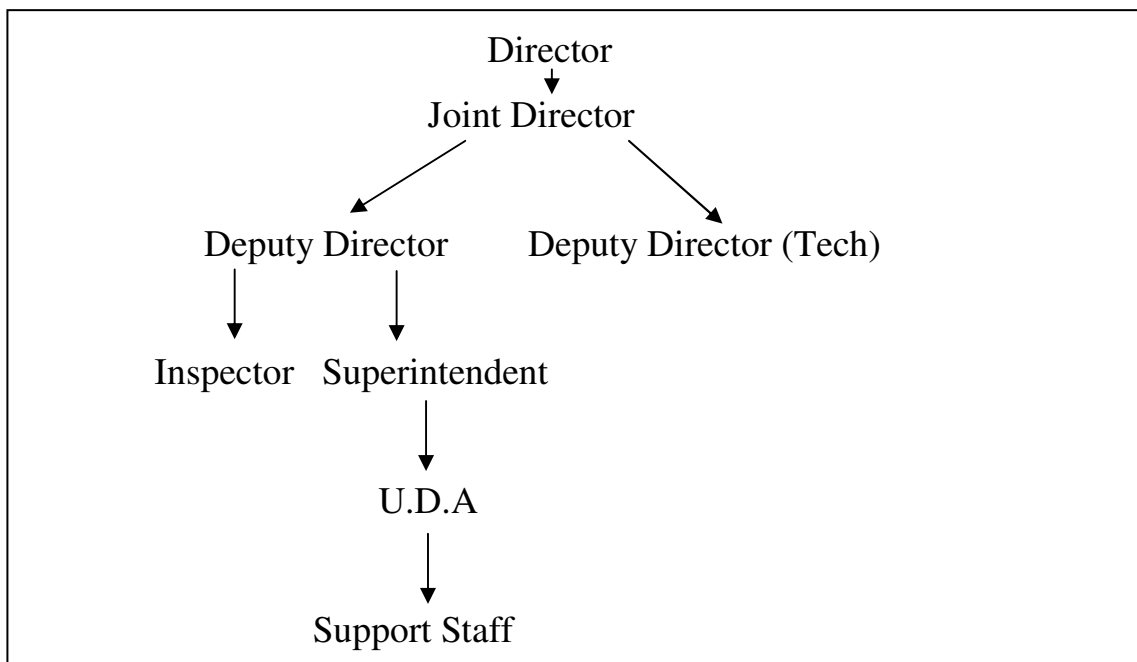 Director
Joint Director
Deputy Director Deputy Director (Tech)
Inspector Superintendent
U.D.A
Support Staff